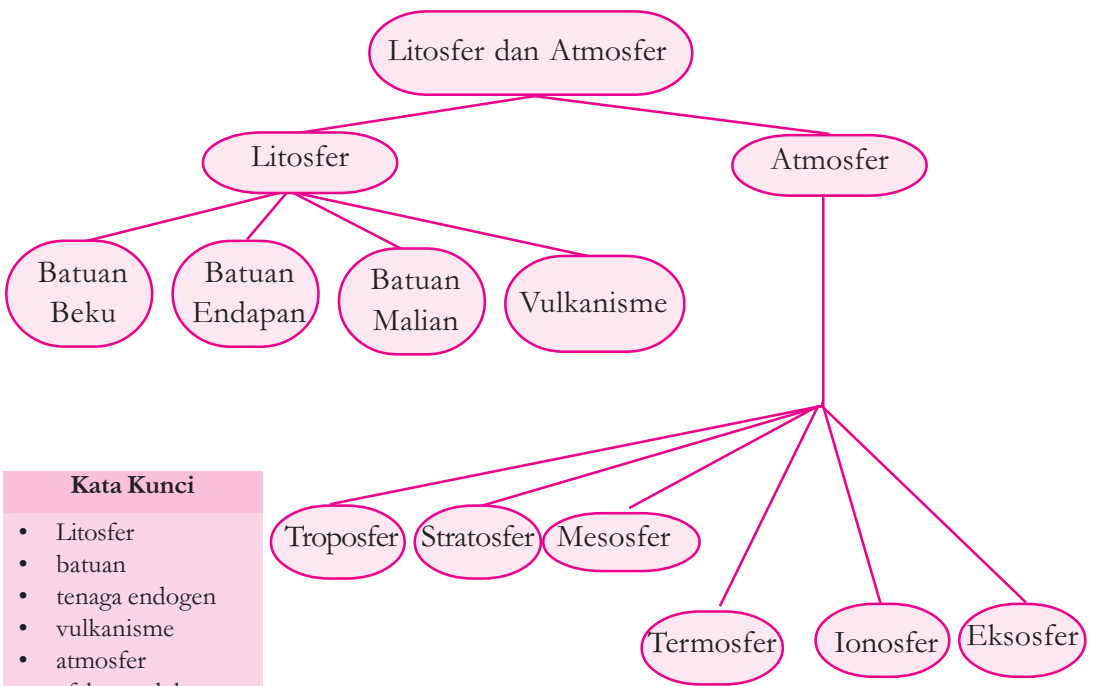 Litosfer dan Atmosfer
Litosfer
Atmosfer
Batuan
Beku
Batuan
Endapan
Batuan
Malian
Vulkanisme
Troposfer
Stratosfer
Mesosfer
Termosfer
Ionosfer
Eksosfer
Kata Kunci
• Litosfer
• batuan
• tenaga endogen
• vulkanisme
• atmosfer